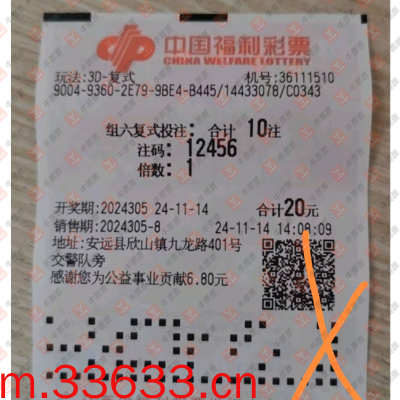 中国福利彩票
CHINA WELFARE LOTTERY
玩法:3D-复式 机号:36111510
9004-9360-2E79-9BE4-B445/14433078/C0343
组六复式投注: 合计 10注
注码: 12456
倍数: 1
开奖期:2024305 24-11-14 合计20元
销售期:2024305-8 24-11-14 14:08:09
地址:安远县欣山镇九龙路401号
交警队旁
感谢您为公益事业贡献6.80元
m.33633.cn